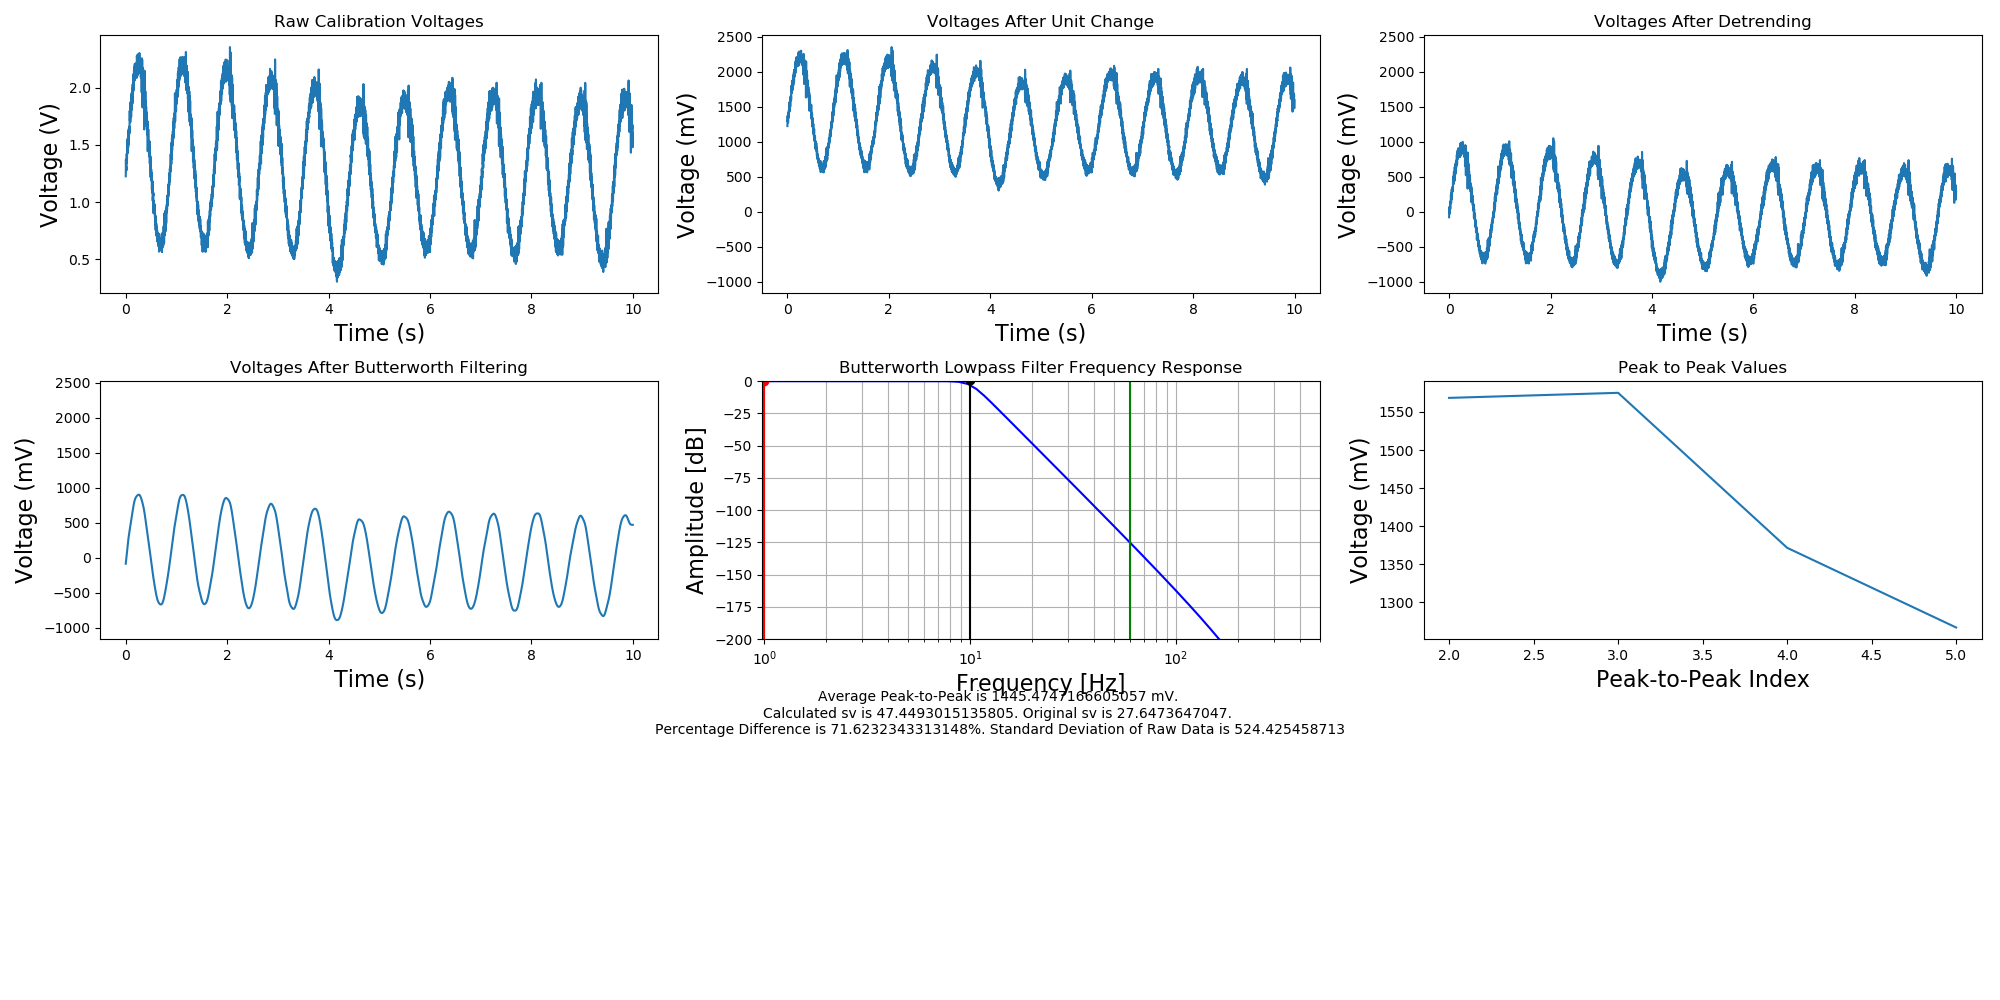 Raw Calibration Voltages
Voltage (V)
2.0
1.5
1.0
0.5
0 2 4 6 8 10
Time (s)
Voltages After Unit Change
Voltage (mV)
2500
2000
1500
1000
500
0
−500
−1000
0 2 4 6 8 10
Time (s)
Voltages After Detrending
Voltage (mV)
2500
2000
1500
1000
500
0
−500
−1000
0 2 4 6 8 10
Time (s)
Voltages After Butterworth Filtering
Voltage (mV)
2500
2000
1500
1000
500
0
−500
−1000
0 2 4 6 8 10
Time (s)
Butterworth Lowpass Filter Frequency Response
Amplitude [dB]
0
−25
−50
−75
−100
−125
−150
−175
−200
10⁰ 10¹ 10²
Frequency [Hz]
Peak to Peak Values
Voltage (mV)
1550
1500
1450
1400
1350
1300
2.0 2.5 3.0 3.5 4.0 4.5 5.0
Peak-to-Peak Index
Average Peak-to-Peak is 1445.4747166605057 mV.
Calculated sv is 47.4493015135805. Original sv is 27.6473647047.
Percentage Difference is 71.6232343313148%. Standard Deviation of Raw Data is 524.425458713